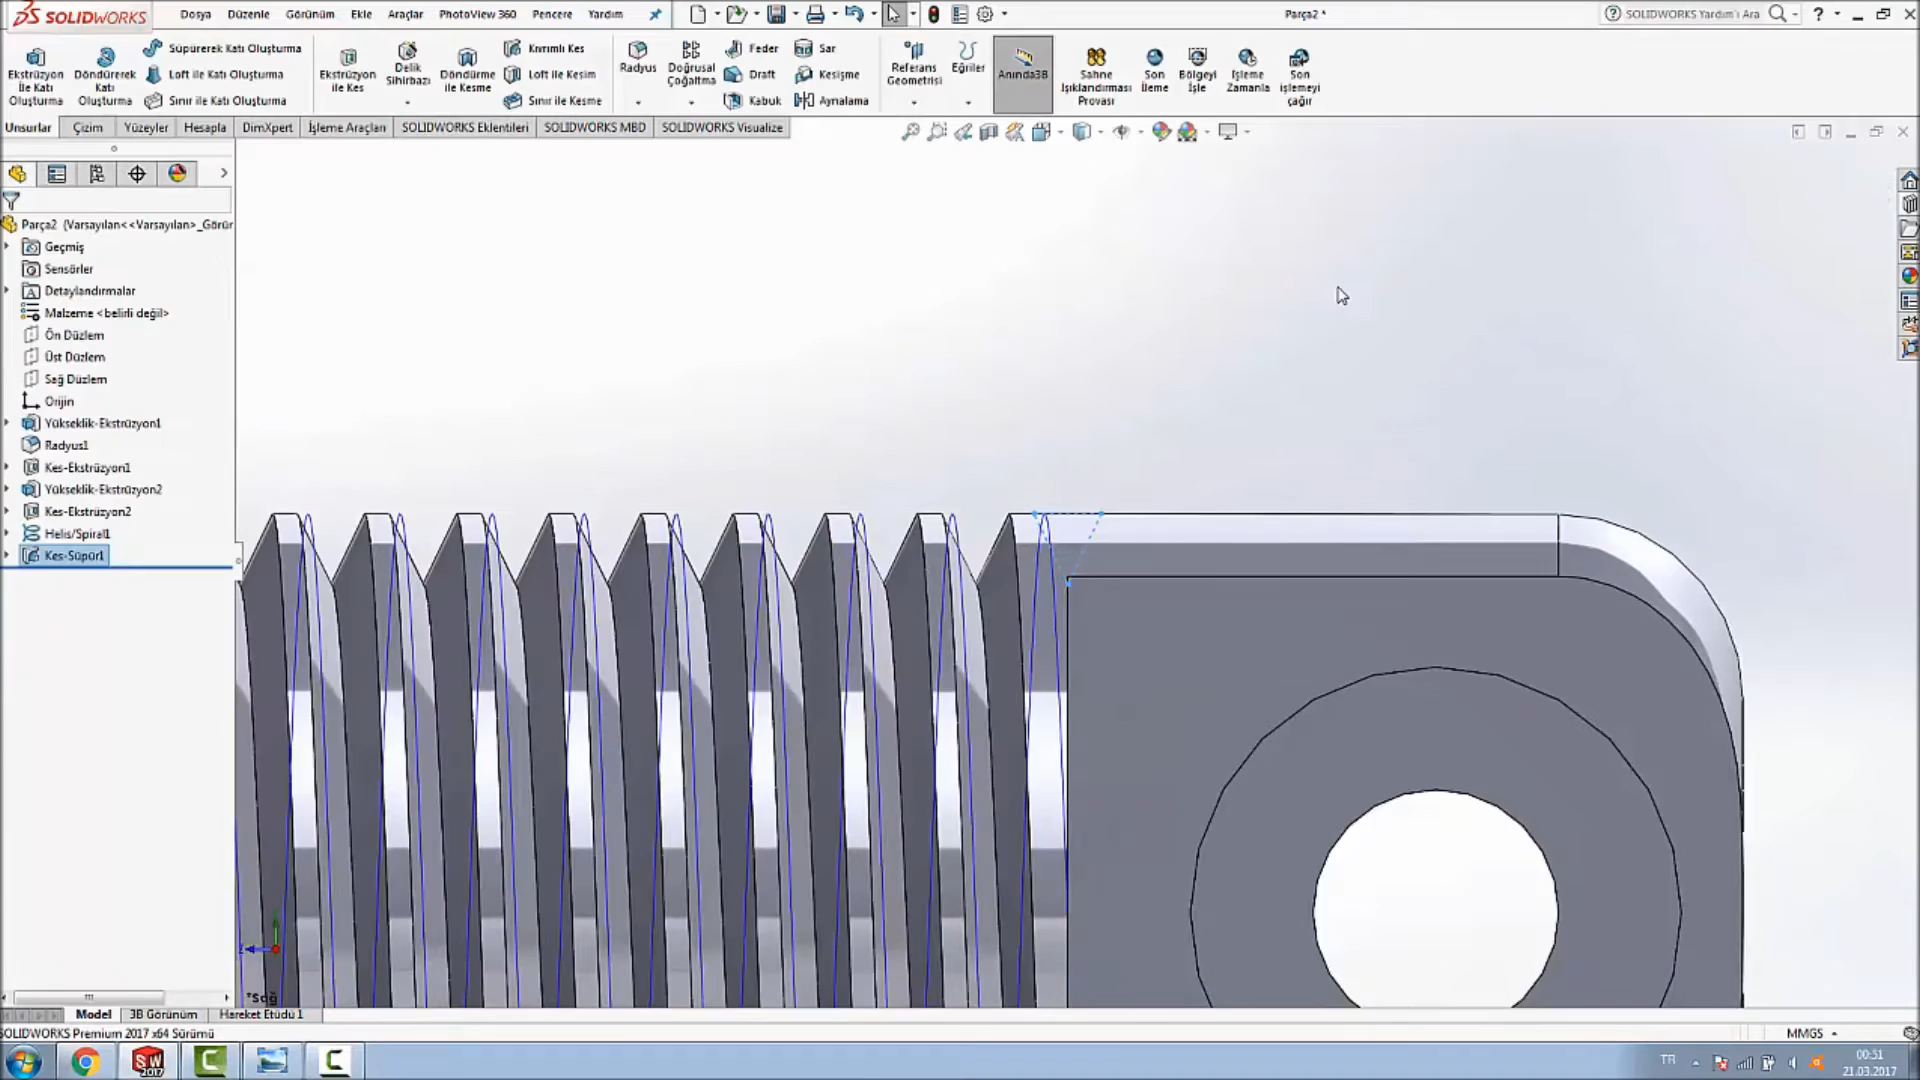 SOLIDWORKS Dosya Düzenle Görünüm Ekle Araçlar PhotoView 360 Pencere Yardım Parça2 * SOLIDWORKS Yardım'ı Ara ?
Ekstrüzyon İle Katı Oluşturma
Döndürerek Katı Oluşturma
Süpürerek Katı Oluşturma
Loft ile Katı Oluşturma
Sınır ile Katı Oluşturma
Ekstrüzyon ile Kes
Delik Sihirbazı
Döndürme ile Kesme
Kıvrımlı Kes
Loft ile Kesim
Sınır ile Kesme
Radyus
Doğrusal Çoğaltma
Feder
Draft
Kabuk
Sar
Kesişme
Aynalama
Referans Geometrisi
Eğriler
Anında3B
Sahne Işıklandırması Provası
Son İleme
Bölgeyi İşle
İşleme Zamanla
Son işlemeyi çağır
Unsurlar Çizim Yüzeyler Hesapla DimXpert İşleme Araçları SOLIDWORKS Eklentileri SOLIDWORKS MBD SOLIDWORKS Visualize
Parça2 (Varsayılan<<Varsayılan>_Görür
Geçmiş
Sensörler
Detaylandırmalar
Malzeme <belirli değil>
Ön Düzlem
Üst Düzlem
Sağ Düzlem
Orijin
Yükseklik-Ekstrüzyon1
Radyus1
Kes-Ekstrüzyon1
Yükseklik-Ekstrüzyon2
Kes-Ekstrüzyon2
Helis/Spiral1
Kes-Süpür1
*Sağ
Model 3B Görünüm Hareket Etüdü 1
SOLIDWORKS Premium 2017 x64 Sürümü MMGS
SW 2017
TR 00:51
21.03.2017